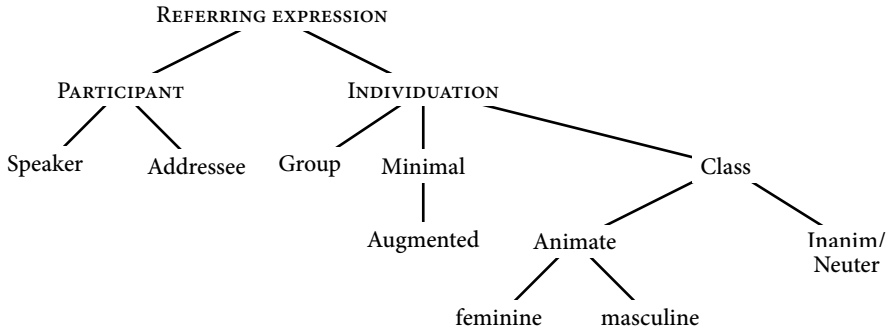 REFERRING EXPRESSION
PARTICIPANT INDIVIDUATION
Speaker Addressee Group Minimal Class
Augmented Animate Inanim/
Neuter
feminine masculine